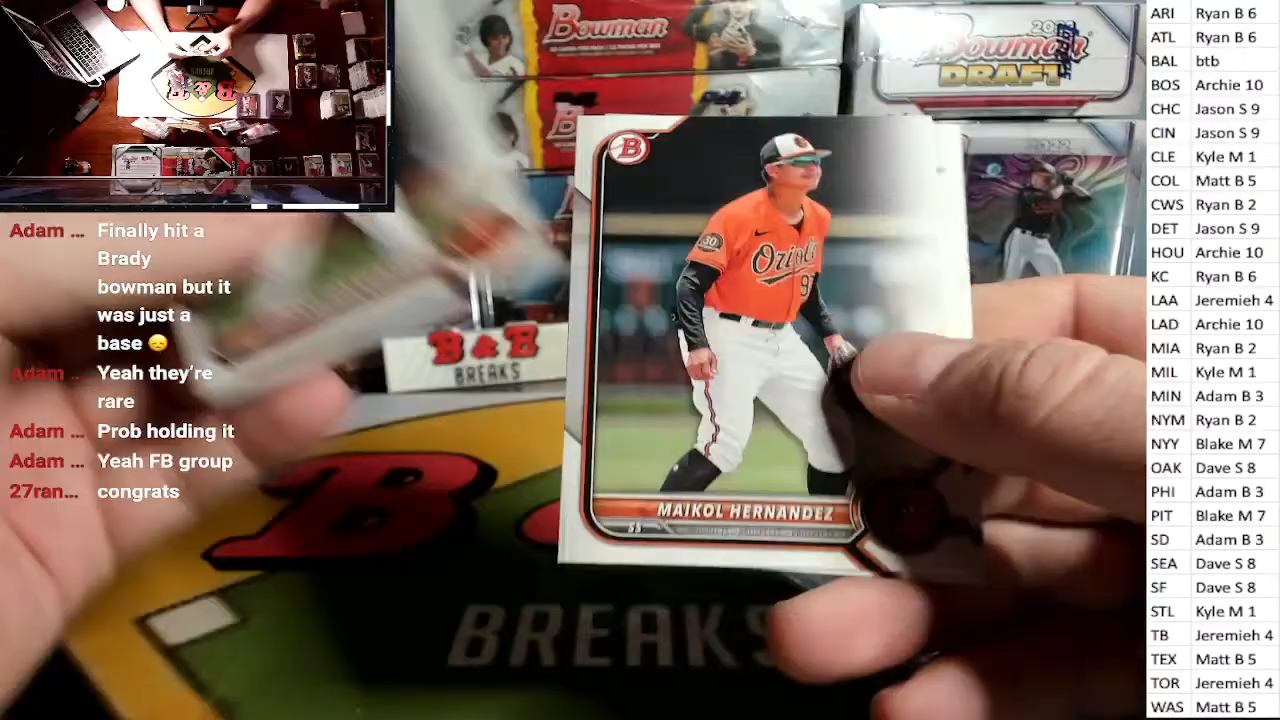 Adam ... Finally hit a
Brady
bowman but it
was just a
base 😞
Adam .. Yeah they're
rare
Adam ... Prob holding it
Adam ... Yeah FB group
27ran... congrats
Bowman
Bowman
DRAFT
2022
B
30
Orioles
MAIKOL HERNANDEZ
SS
B & B
BREAKS
B
BREAKS
B & B
ARI Ryan B 6
ATL Ryan B 6
BAL btb
BOS Archie 10
CHC Jason S 9
CIN Jason S 9
CLE Kyle M 1
COL Matt B 5
CWS Ryan B 2
DET Jason S 9
HOU Archie 10
KC Ryan B 6
LAA Jeremieh 4
LAD Archie 10
MIA Ryan B 2
MIL Kyle M 1
MIN Adam B 3
NYM Ryan B 2
NYY Blake M 7
OAK Dave S 8
PHI Adam B 3
PIT Blake M 7
SD Adam B 3
SEA Dave S 8
SF Dave S 8
STL Kyle M 1
TB Jeremieh 4
TEX Matt B 5
TOR Jeremieh 4
WAS Matt B 5